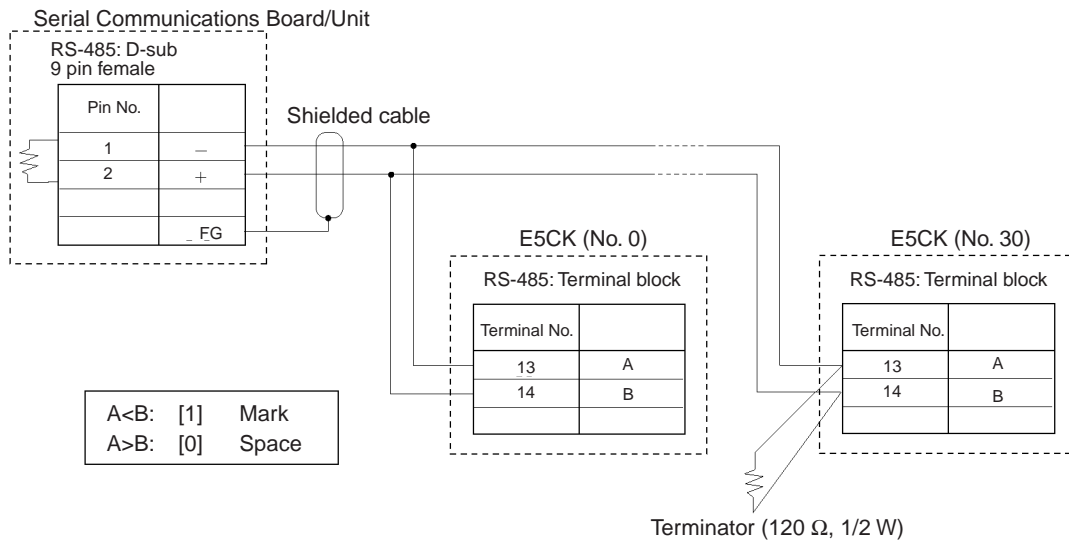 Serial Communications Board/Unit
RS-485: D-sub
9 pin female
Pin No.
1 –
2 +
FG
Shielded cable
E5CK (No. 0)
RS-485: Terminal block
Terminal No.
13 A
14 B
E5CK (No. 30)
RS-485: Terminal block
Terminal No.
13 A
14 B
A<B: [1] Mark
A>B: [0] Space
Terminator (120 Ω, 1/2 W)